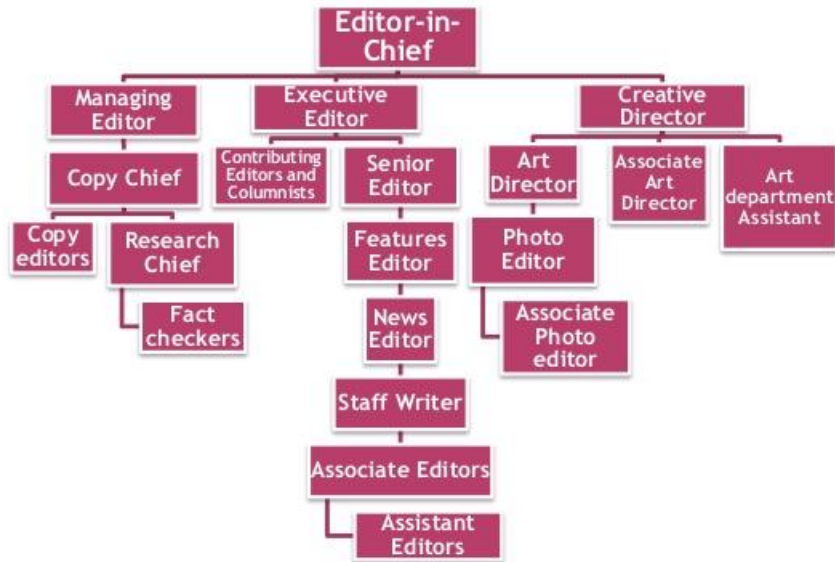 Editor-in-
Chief
Managing
Editor
Executive
Editor
Creative
Director
Copy Chief
Contributing
Editors and
Columnists
Senior
Editor
Art
Director
Associate
Art
Director
Art
department
Assistant
Copy
editors
Research
Chief
Features
Editor
Photo
Editor
Fact
checkers
News
Editor
Associate
Photo
editor
Staff Writer
Associate Editors
Assistant
Editors